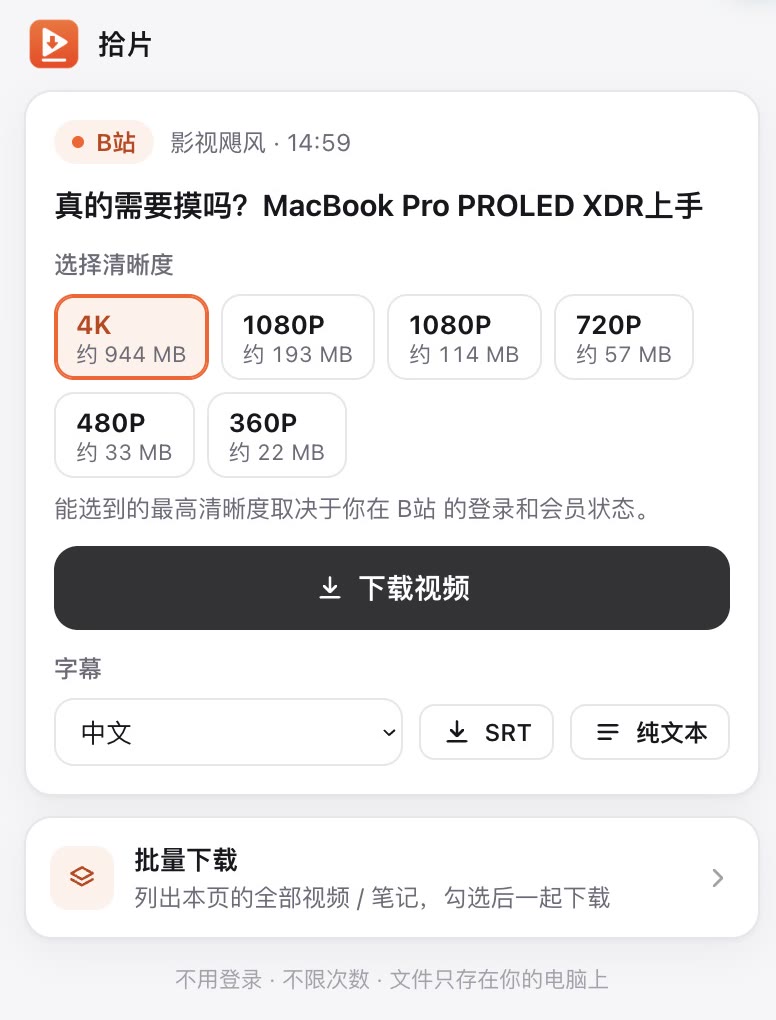 拾片
B站 影视飓风 · 14:59
真的需要摸吗？MacBook Pro PROLED XDR上手
选择清晰度
4K 1080P 1080P 720P
约 944 MB 约 193 MB 约 114 MB 约 57 MB
480P 360P
约 33 MB 约 22 MB
能选到的最高清晰度取决于你在 B站 的登录和会员状态。
下载视频
字幕
中文 SRT 纯文本
批量下载
列出本页的全部视频 / 笔记，勾选后一起下载
不用登录 · 不限次数 · 文件只存在你的电脑上